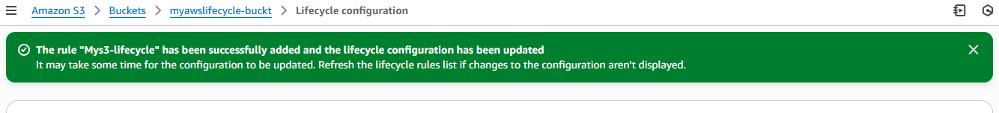 Amazon S3 > Buckets > myawslifecycle-buckt > Lifecycle configuration
The rule "Mys3-lifecycle" has been successfully added and the lifecycle configuration has been updated
It may take some time for the configuration to be updated. Refresh the lifecycle rules list if changes to the configuration aren't displayed.